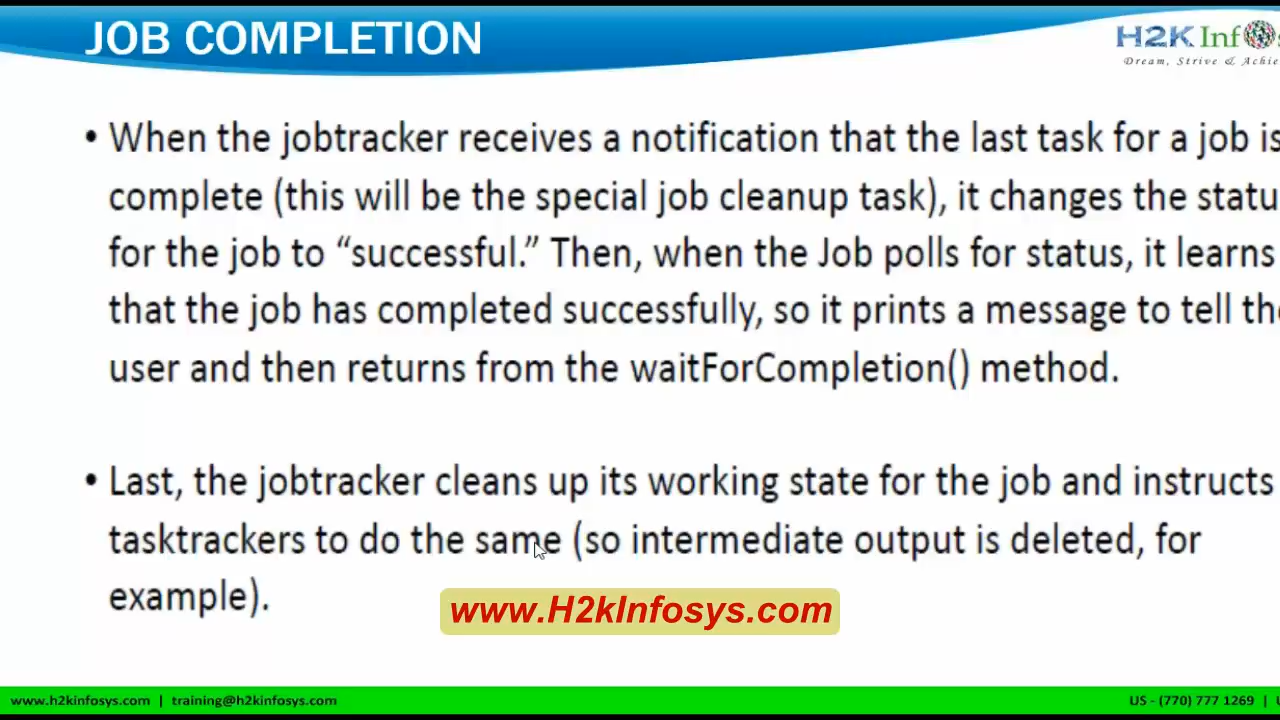 JOB COMPLETION
H2K Infos
Dream, Strive & Achie
• When the jobtracker receives a notification that the last task for a job is
complete (this will be the special job cleanup task), it changes the statu
for the job to “successful.” Then, when the Job polls for status, it learns
that the job has completed successfully, so it prints a message to tell the
user and then returns from the waitForCompletion() method.
• Last, the jobtracker cleans up its working state for the job and instructs
tasktrackers to do the same (so intermediate output is deleted, for
example).
www.H2kInfosys.com
www.h2kinfosys.com | training@h2kinfosys.com
US - (770) 777 1269 |